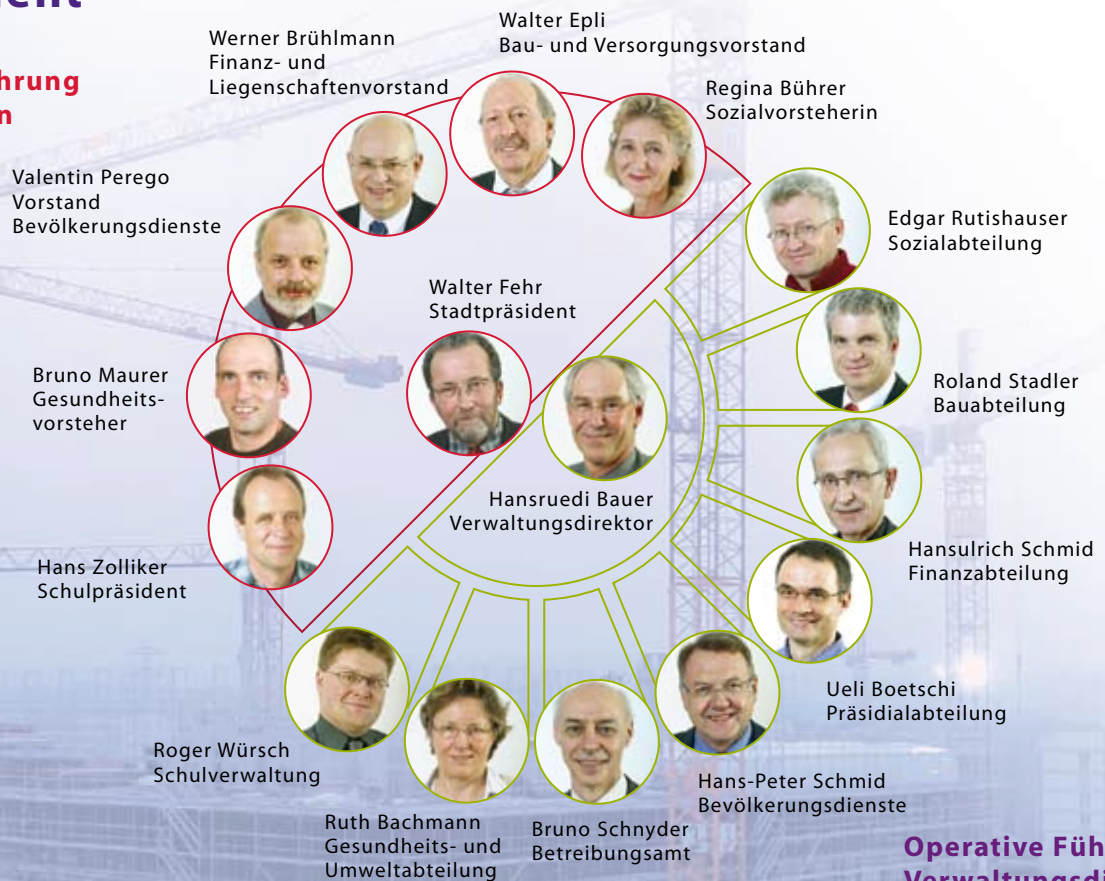 Walter Epli
Bau- und Versorgungsvorstand
Werner Brühlmann
Finanz- und
Liegenschaftenvorstand
Regina Bührer
Sozialvorsteherin
Valentin Perego
Vorstand
Bevölkerungsdienste
Edgar Rutishauser
Sozialabteilung
Walter Fehr
Stadtpräsident
Bruno Maurer
Gesundheits-
vorsteher
Roland Stadler
Bauabteilung
Hansruedi Bauer
Verwaltungsdirektor
Hans Zolliker
Schulpräsident
Hansulrich Schmid
Finanzabteilung
Ueli Boetschi
Präsidialabteilung
Roger Würsch
Schulverwaltung
Hans-Peter Schmid
Bevölkerungsdienste
Ruth Bachmann
Gesundheits- und
Umweltabteilung
Bruno Schnyder
Betreibungsamt
Operative